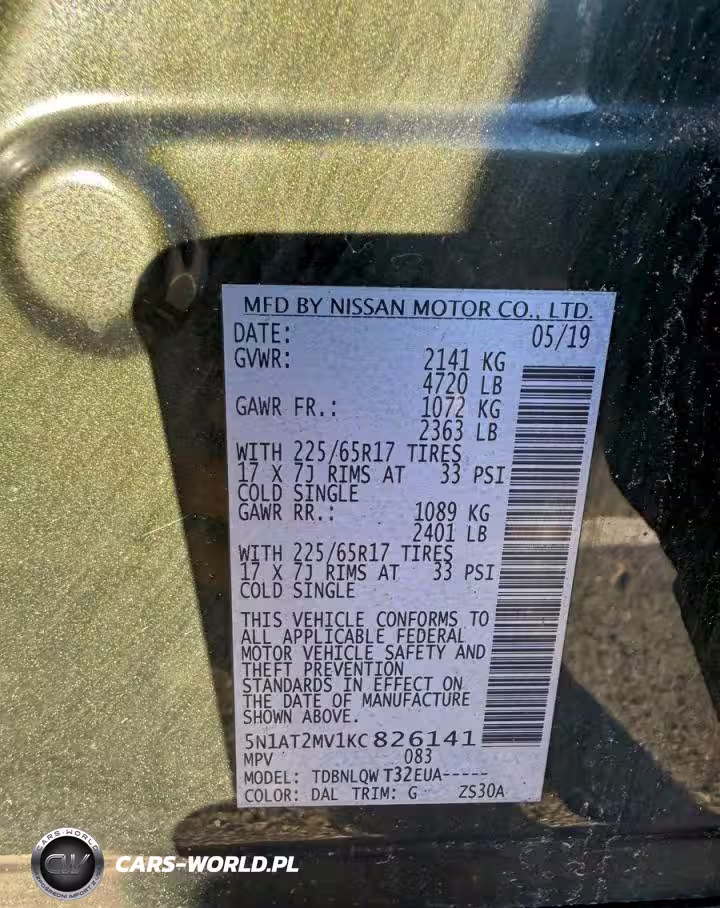 MFD BY NISSAN MOTOR CO., LTD.
DATE: 05/19
GVWR: 2141 KG
4720 LB
GAWR FR.: 1072 KG
2363 LB
WITH 225/65R17 TIRES
17 X 7J RIMS AT 33 PSI
COLD SINGLE
GAWR RR.: 1089 KG
2401 LB
WITH 225/65R17 TIRES
17 X 7J RIMS AT 33 PSI
COLD SINGLE
THIS VEHICLE CONFORMS TO
ALL APPLICABLE FEDERAL
MOTOR VEHICLE SAFETY AND
THEFT PREVENTION
STANDARDS IN EFFECT ON
THE DATE OF MANUFACTURE
SHOWN ABOVE.
5N1AT2MV1KC826141
MPV 083
MODEL: TDBNLQW T32EUA-----
COLOR: DAL TRIM: G ZS30A
CARS-WORLD
CW
CARS-WORLD.PL